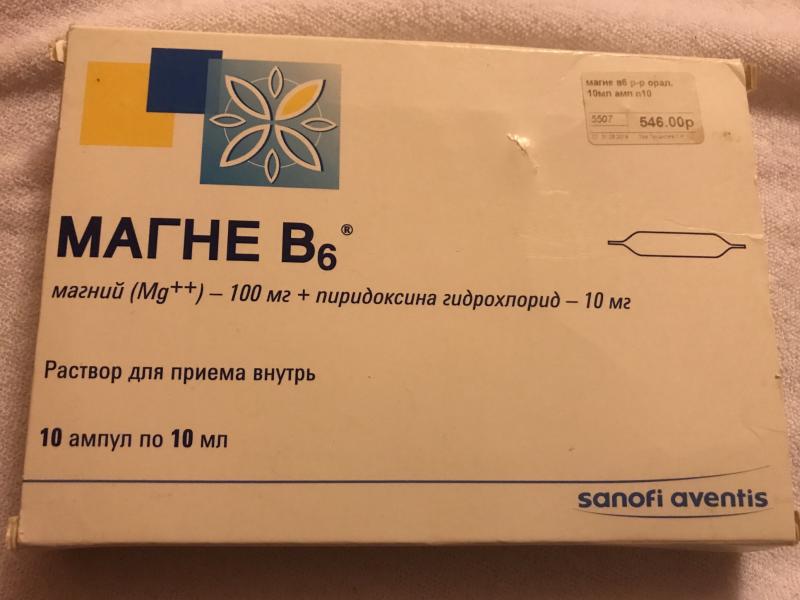 магне в6 р-р орал.
10мл амп n10
5507 546.00р
МАГНЕ B6®
магний (Mg++) – 100 мг + пиридоксина гидрохлорид – 10 мг
Раствор для приема внутрь
10 ампул по 10 мл
sanofi aventis